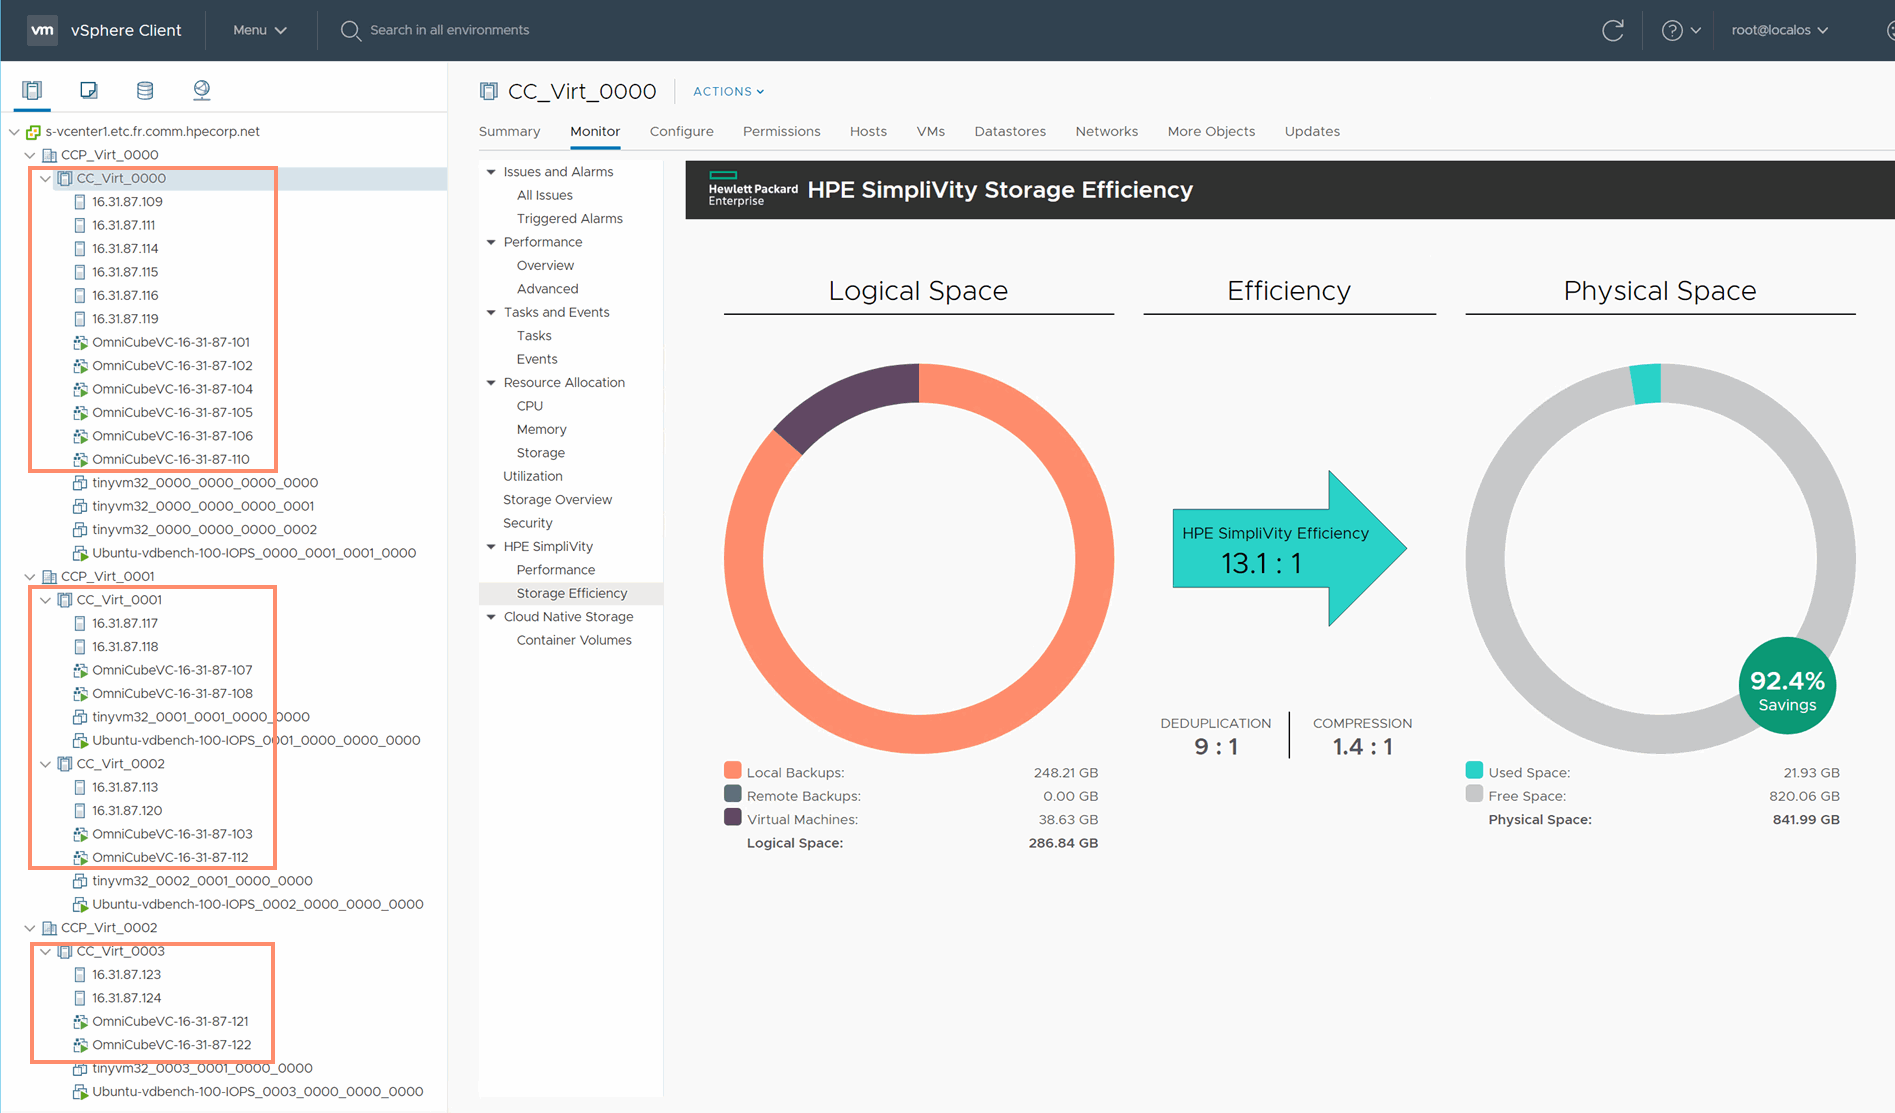 vm vSphere Client Menu Search in all environments root@localos
s-vcenter1.etc.fr.comm.hpecorp.net
CCP_Virt_0000
CC_Virt_0000
16.31.87.109
16.31.87.111
16.31.87.114
16.31.87.115
16.31.87.116
16.31.87.119
OmniCubeVC-16-31-87-101
OmniCubeVC-16-31-87-102
OmniCubeVC-16-31-87-104
OmniCubeVC-16-31-87-105
OmniCubeVC-16-31-87-106
OmniCubeVC-16-31-87-110
tinyvm32_0000_0000_0000_0000
tinyvm32_0000_0000_0000_0001
tinyvm32_0000_0000_0000_0002
Ubuntu-vdbench-100-IOPS_0000_0001_0001_0000
CCP_Virt_0001
CC_Virt_0001
16.31.87.117
16.31.87.118
OmniCubeVC-16-31-87-107
OmniCubeVC-16-31-87-108
tinyvm32_0001_0001_0000_0000
Ubuntu-vdbench-100-IOPS_0001_0000_0000_0000
CC_Virt_0002
16.31.87.113
16.31.87.120
OmniCubeVC-16-31-87-103
OmniCubeVC-16-31-87-112
tinyvm32_0002_0001_0000_0000
Ubuntu-vdbench-100-IOPS_0002_0000_0000_0000
CCP_Virt_0002
CC_Virt_0003
16.31.87.123
16.31.87.124
OmniCubeVC-16-31-87-121
OmniCubeVC-16-31-87-122
tinyvm32_0003_0001_0000_0000
Ubuntu-vdbench-100-IOPS_0003_0000_0000_0000
CC_Virt_0000 ACTIONS
Summary Monitor Configure Permissions Hosts VMs Datastores Networks More Objects Updates
Issues and Alarms
All Issues
Triggered Alarms
Performance
Overview
Advanced
Tasks and Events
Tasks
Events
Resource Allocation
CPU
Memory
Storage
Utilization
Storage Overview
Security
HPE SimpliVity
Performance
Storage Efficiency
Cloud Native Storage
Container Volumes
Hewlett Packard
Enterprise
HPE SimpliVity Storage Efficiency
Logical Space
Local Backups: 248.21 GB
Remote Backups: 0.00 GB
Virtual Machines: 38.63 GB
Logical Space: 286.84 GB
Efficiency
HPE SimpliVity Efficiency
13.1 : 1
DEDUPLICATION
9 : 1
COMPRESSION
1.4 : 1
Physical Space
92.4%
Savings
Used Space: 21.93 GB
Free Space: 820.06 GB
Physical Space: 841.99 GB